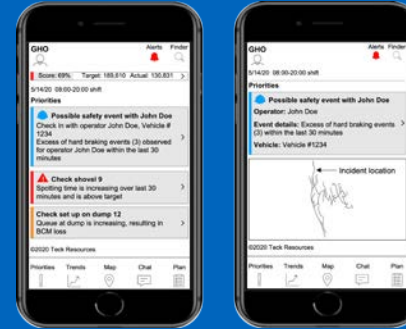 GHO
Alerts Finder
Score: 69% Target: 189,610 Actual: 130,831 >
5/14/20 08:00-20:00 shift
Priorities
Possible safety event with John Doe
Check in with operator John Doe, Vehicle #
1234
Excess of hard braking events (3) observed
for operator John Doe within the last 30
minutes
>
Check shovel 9
Spotting time is increasing over last 30
minutes and is above target
>
Check set up on dump 12
Queue at dump is increasing, resulting in
BCM loss
>
©2020 Teck Resources
Priorities Trends Map Chat Plan
GHO
Alerts Finder
5/14/20 08:00-20:00 shift
Priorities
Possible safety event with John Doe
Operator: John Doe
Event details: Excess of hard braking events
(3) within the last 30 minutes
Vehicle: Vehicle #1234
>
Incident location
©2020 Teck Resources
Priorities Trends Map Chat Plan